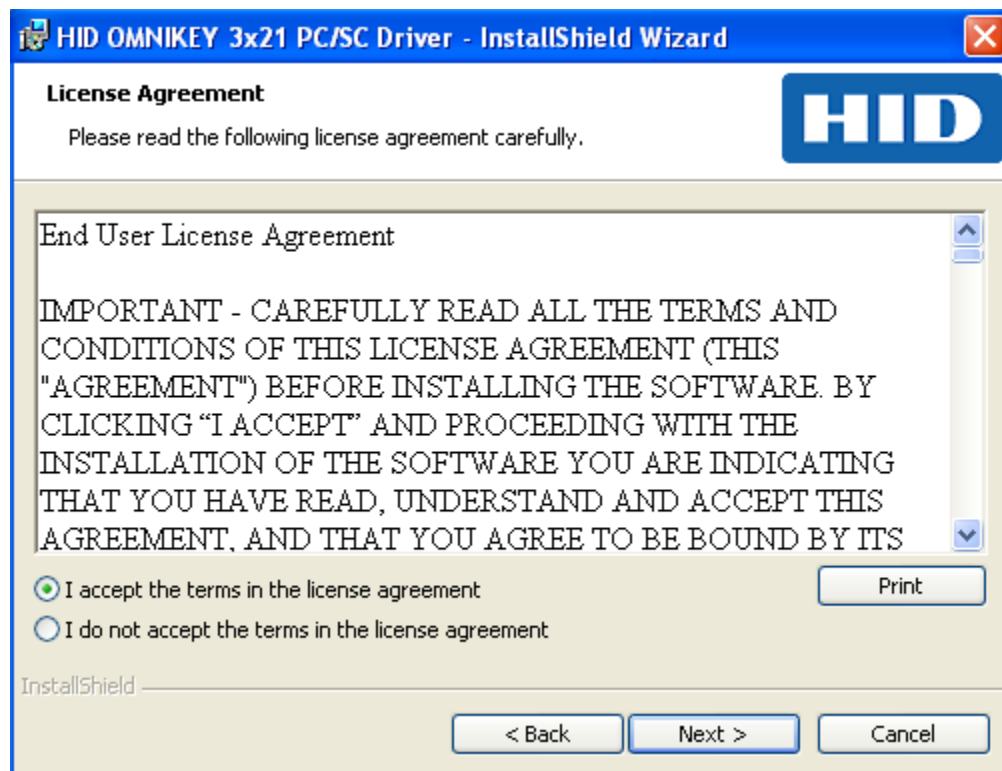 HID OMNIKEY 3x21 PC/SC Driver - InstallShield Wizard
License Agreement
Please read the following license agreement carefully.
HID
End User License Agreement
IMPORTANT - CAREFULLY READ ALL THE TERMS AND
CONDITIONS OF THIS LICENSE AGREEMENT (THIS
"AGREEMENT") BEFORE INSTALLING THE SOFTWARE. BY
CLICKING “I ACCEPT” AND PROCEEDING WITH THE
INSTALLATION OF THE SOFTWARE YOU ARE INDICATING
THAT YOU HAVE READ, UNDERSTAND AND ACCEPT THIS
AGREEMENT, AND THAT YOU AGREE TO BE BOUND BY ITS
I accept the terms in the license agreement
Print
I do not accept the terms in the license agreement
InstallShield
< Back
Next >
Cancel